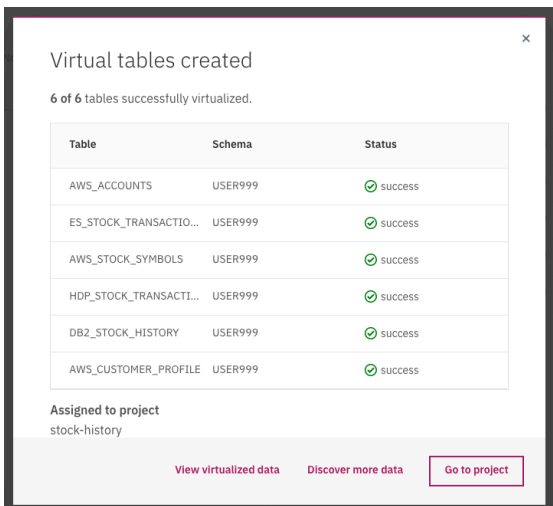 ×
Virtual tables created
6 of 6 tables successfully virtualized.
Table Schema Status
AWS_ACCOUNTS USER999 success
ES_STOCK_TRANSACTIO... USER999 success
AWS_STOCK_SYMBOLS USER999 success
HDP_STOCK_TRANSACTI... USER999 success
DB2_STOCK_HISTORY USER999 success
AWS_CUSTOMER_PROFILE USER999 success
Assigned to project
stock-history
View virtualized data Discover more data Go to project